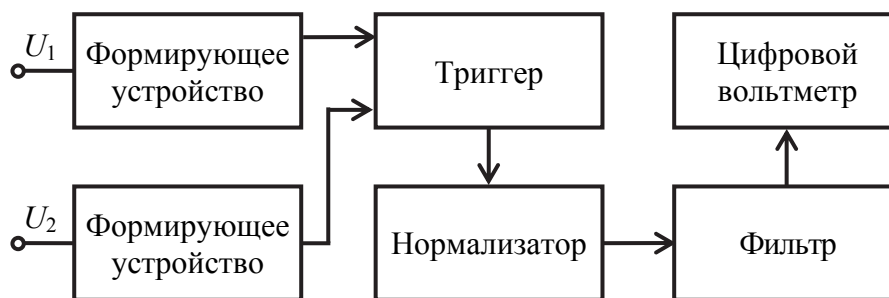 U1
Формирующее
устройство
Триггер
Цифровой
вольтметр
U2
Формирующее
устройство
Нормализатор
Фильтр